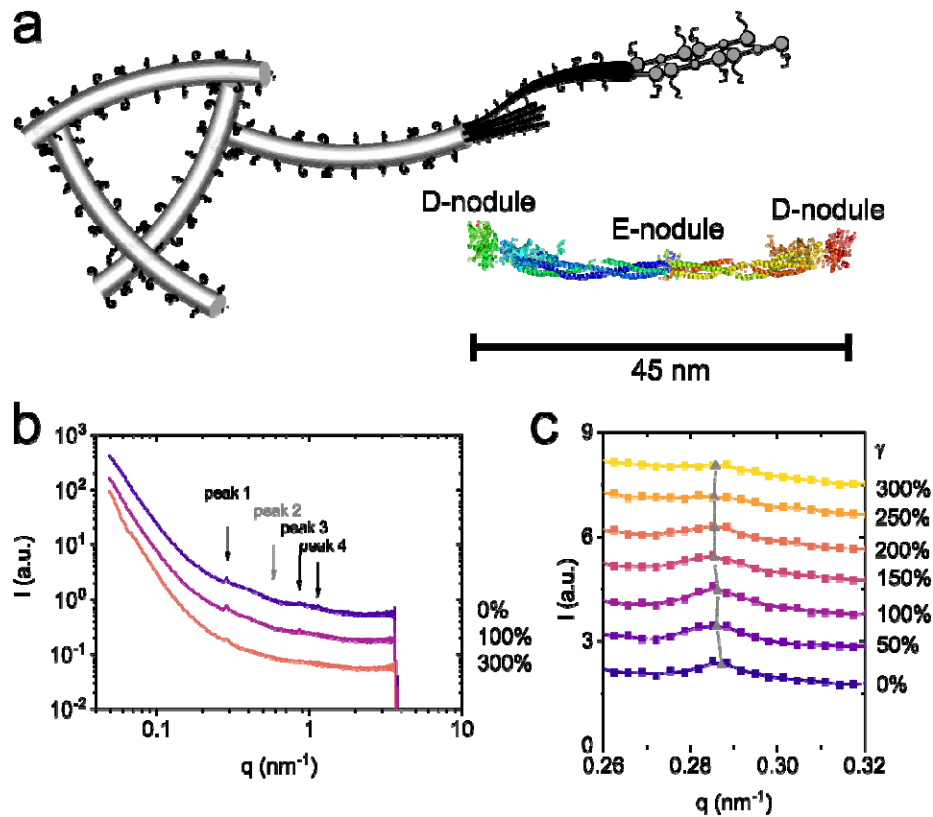 a
D-nodule
E-nodule
D-nodule
45 nm
b
I (a.u.)
10³
10²
10¹
10⁰
10⁻¹
10⁻²
peak 1
peak 2
peak 3
peak 4
0%
100%
300%
0.1
1
10
q (nm⁻¹)
c
I (a.u.)
9
6
3
0
γ
300%
250%
200%
150%
100%
50%
0%
0.26
0.28
0.30
0.32
q (nm⁻¹)